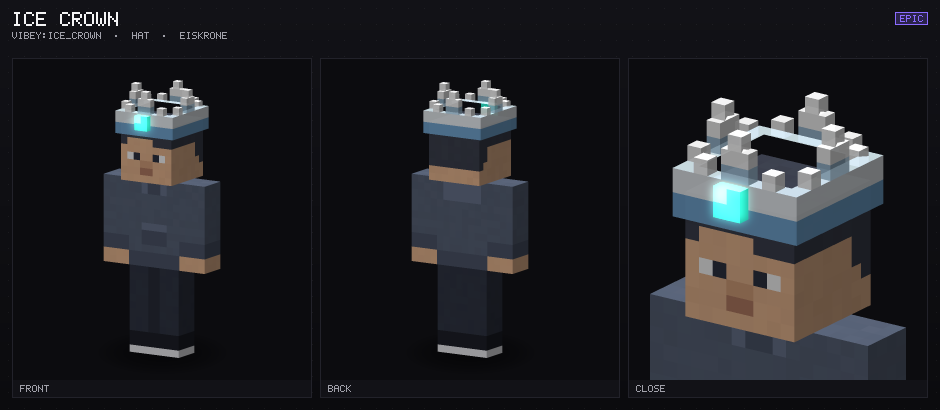 ICE CROWN
EPIC
VIBEY:ICE_CROWN • HAT • EISKRONE
FRONT
BACK
CLOSE